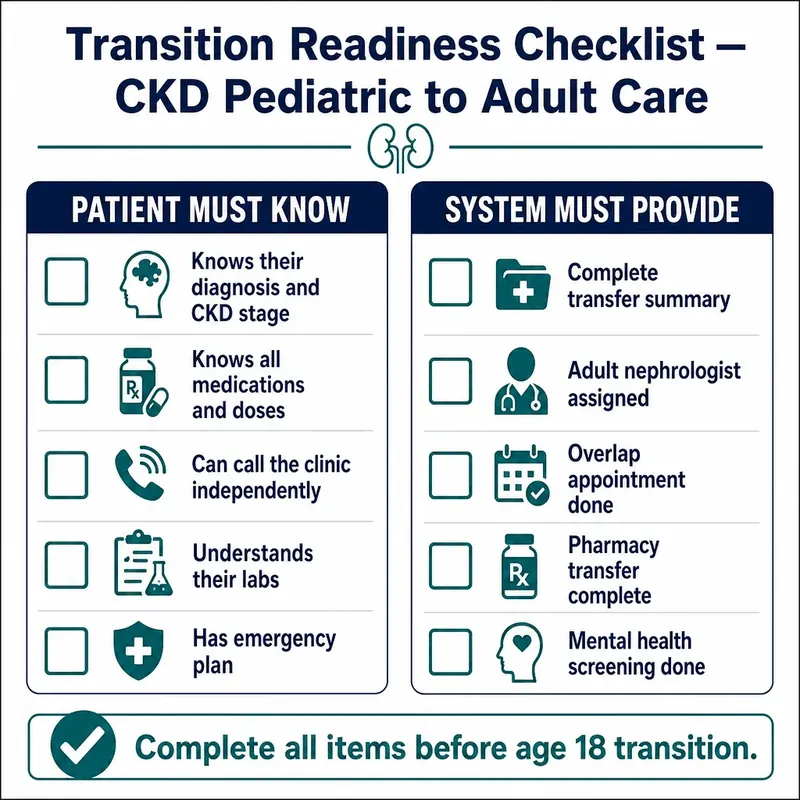 Transition Readiness Checklist –
CKD Pediatric to Adult Care
PATIENT MUST KNOW
Knows their
diagnosis and
CKD stage
Rx
Knows all
medications
and doses
Can call the clinic
independently
Understands
their labs
Has emergency
plan
SYSTEM MUST PROVIDE
Complete
transfer summary
Adult nephrologist
assigned
Overlap
appointment
done
Rx
Pharmacy
transfer
complete
Mental health
screening done
Complete all items before age 18 transition.